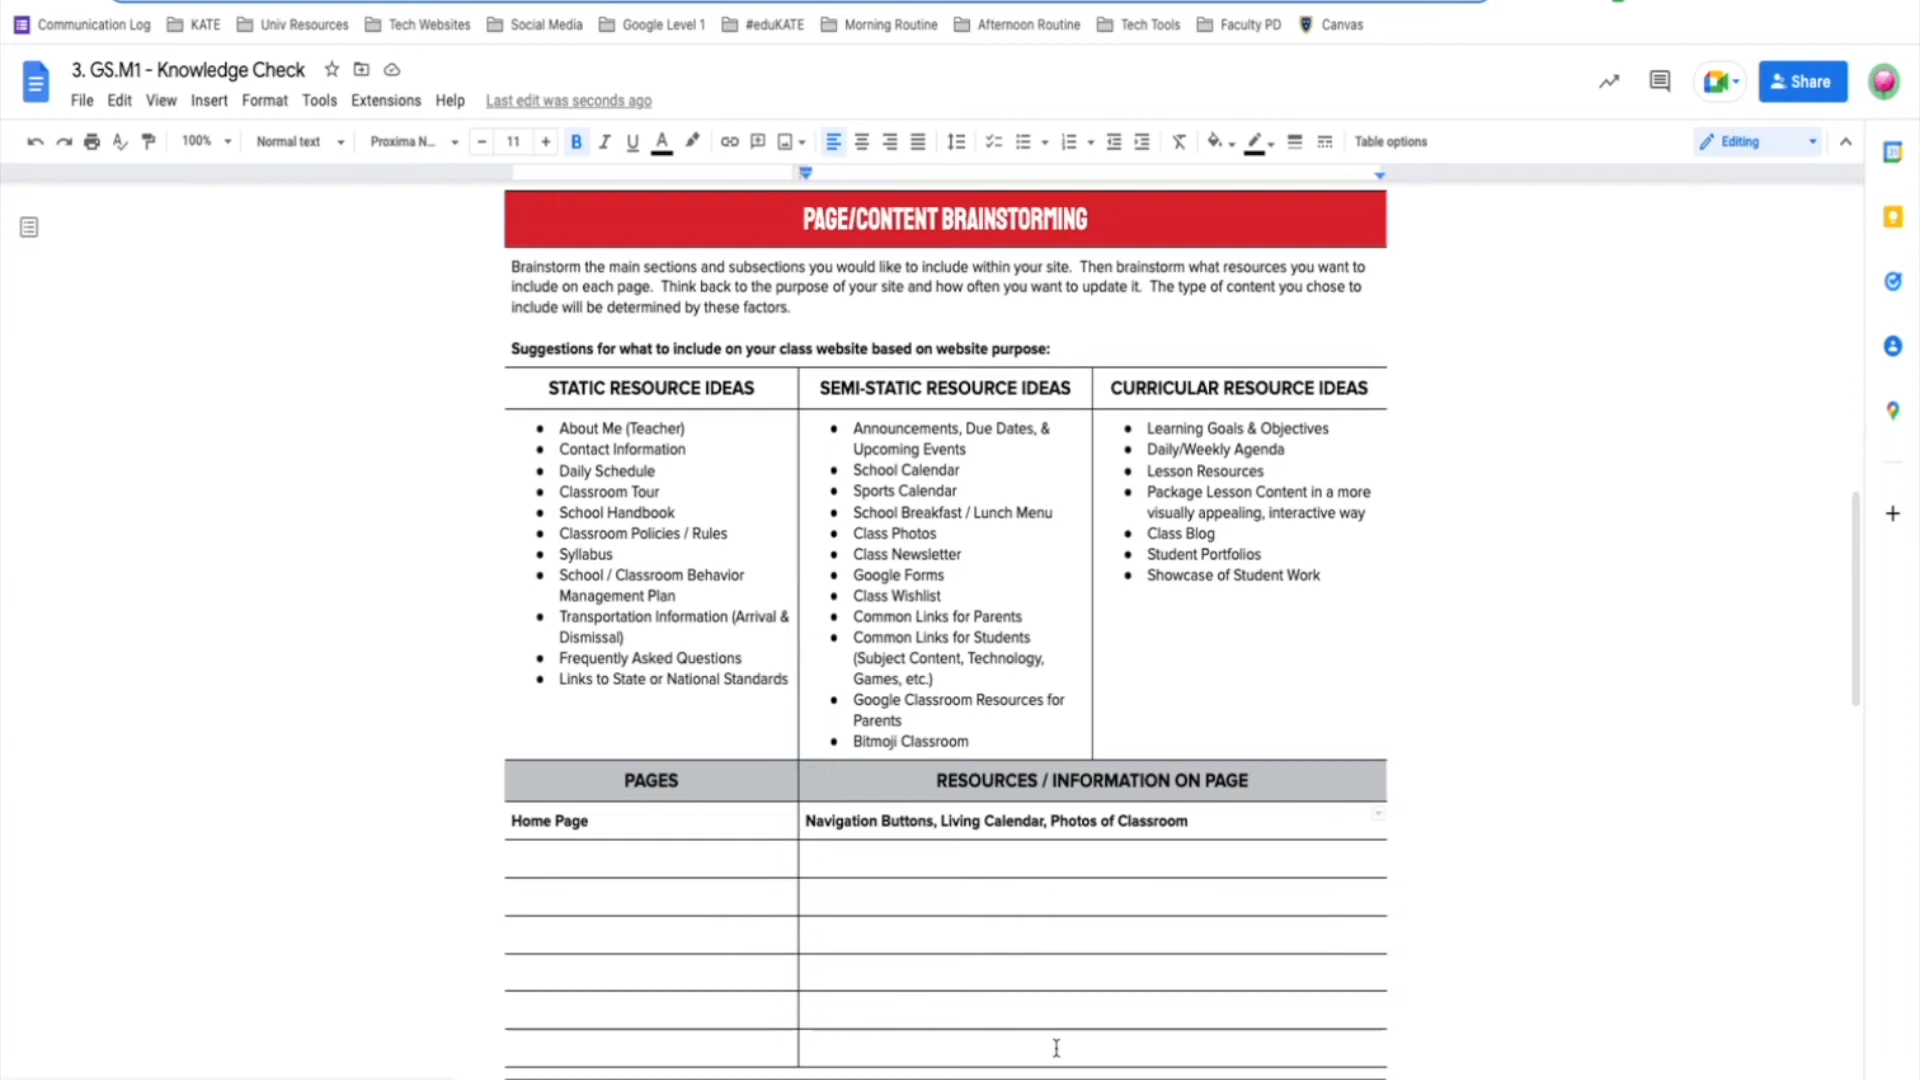 Communication Log KATE Univ Resources Tech Websites Social Media Google Level 1 #eduKATE Morning Routine Afternoon Routine Tech Tools Faculty PD Canvas
3. GS.M1 - Knowledge Check
File Edit View Insert Format Tools Extensions Help Last edit was seconds ago
Share
100% Normal text Proxima N... − 11 + B I U A Table options Editing
31
PAGE/CONTENT BRAINSTORMING
Brainstorm the main sections and subsections you would like to include within your site. Then brainstorm what resources you want to
include on each page. Think back to the purpose of your site and how often you want to update it. The type of content you chose to
include will be determined by these factors.
Suggestions for what to include on your class website based on website purpose:
STATIC RESOURCE IDEAS
● About Me (Teacher)
● Contact Information
● Daily Schedule
● Classroom Tour
● School Handbook
● Classroom Policies / Rules
● Syllabus
● School / Classroom Behavior
Management Plan
● Transportation Information (Arrival &
Dismissal)
● Frequently Asked Questions
● Links to State or National Standards
SEMI-STATIC RESOURCE IDEAS
● Announcements, Due Dates, &
Upcoming Events
● School Calendar
● Sports Calendar
● School Breakfast / Lunch Menu
● Class Photos
● Class Newsletter
● Google Forms
● Class Wishlist
● Common Links for Parents
● Common Links for Students
(Subject Content, Technology,
Games, etc.)
● Google Classroom Resources for
Parents
● Bitmoji Classroom
CURRICULAR RESOURCE IDEAS
● Learning Goals & Objectives
● Daily/Weekly Agenda
● Lesson Resources
● Package Lesson Content in a more
visually appealing, interactive way
● Class Blog
● Student Portfolios
● Showcase of Student Work
PAGES RESOURCES / INFORMATION ON PAGE
Home Page Navigation Buttons, Living Calendar, Photos of Classroom